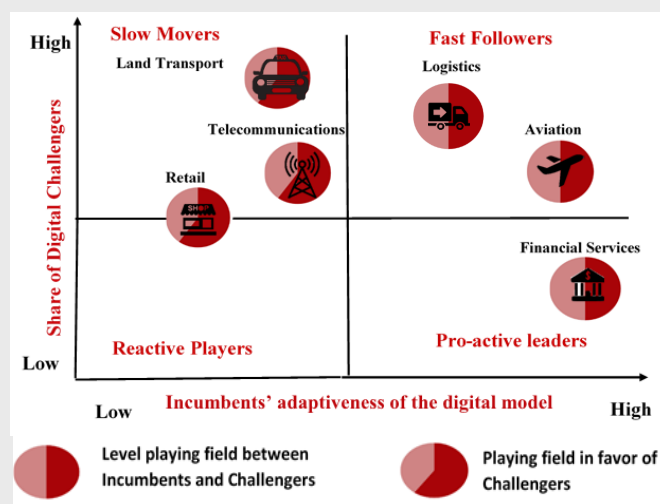 High
Slow Movers
Fast Followers
Land Transport
Logistics
Telecommunications
Aviation
Retail
SHOP
Share of Digital Challengers
Financial Services
Reactive Players
Pro-active leaders
Low
Low
Incumbents’ adaptiveness of the digital model
High
Level playing field between
Incumbents and Challengers
Playing field in favor of
Challengers